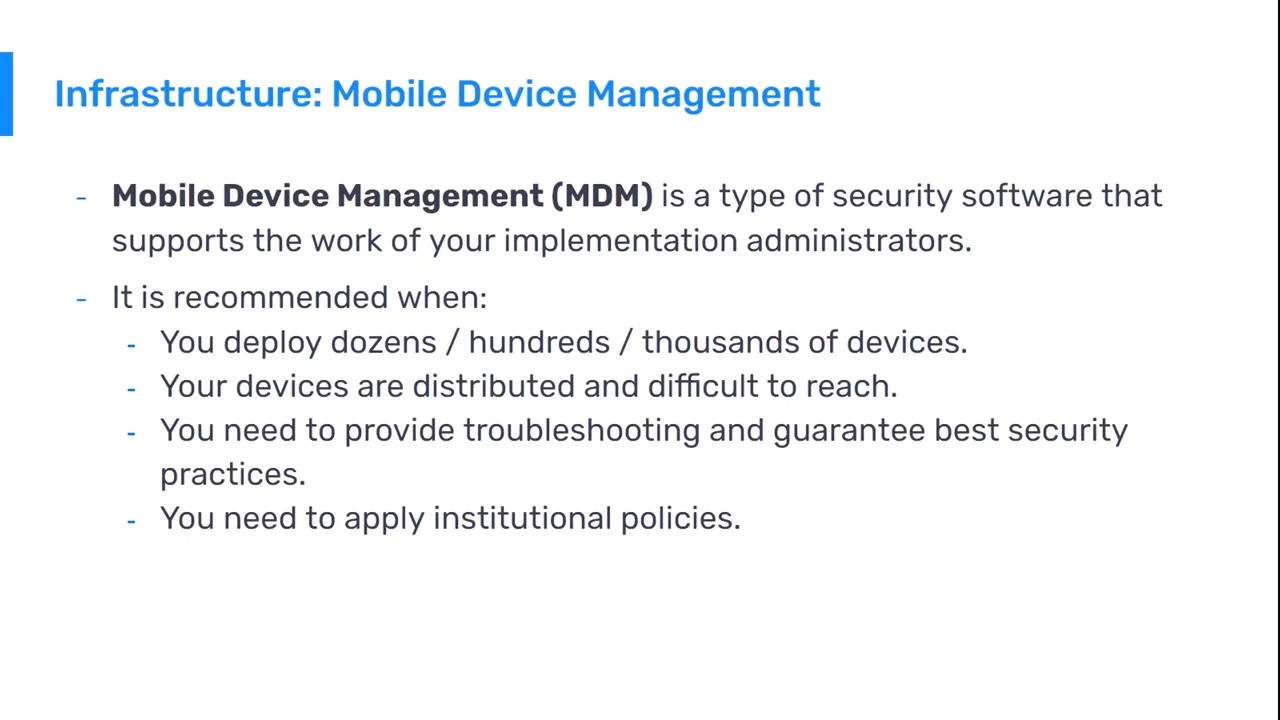 Infrastructure: Mobile Device Management
- Mobile Device Management (MDM) is a type of security software that
supports the work of your implementation administrators.
- It is recommended when:
- You deploy dozens / hundreds / thousands of devices.
- Your devices are distributed and difficult to reach.
- You need to provide troubleshooting and guarantee best security
practices.
- You need to apply institutional policies.